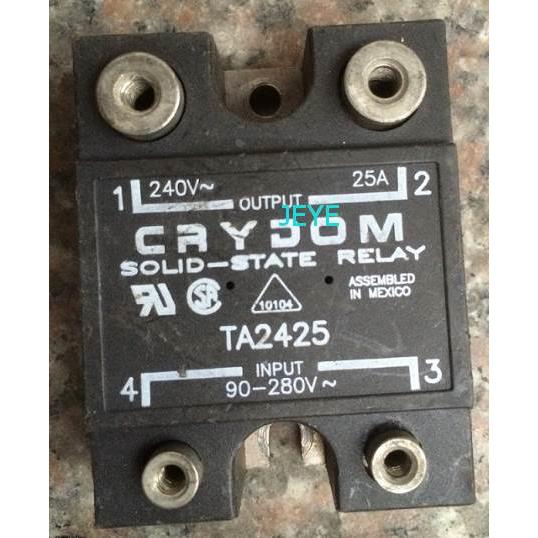 1 240V~ 25A 2
OUTPUT
JEYE
CRYDOM
SOLID-STATE RELAY
ASSEMBLED
IN MEXICO
10104
TA2425
INPUT
4 90-280V~ 3